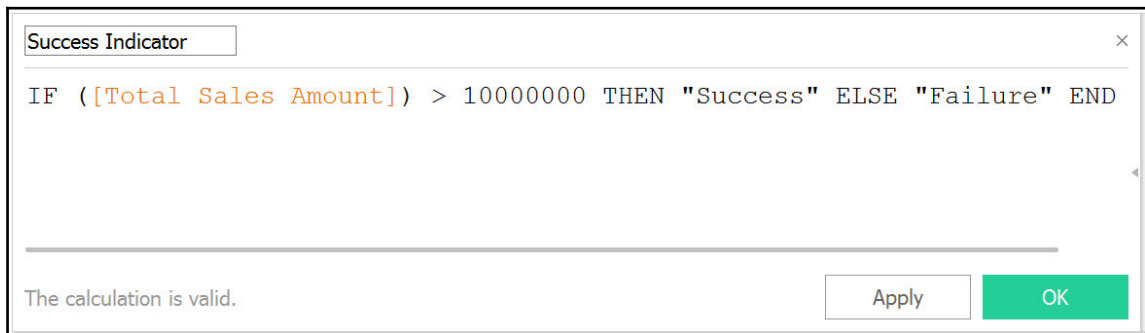 Success Indicator
IF ([Total Sales Amount]) > 10000000 THEN "Success" ELSE "Failure" END
The calculation is valid.
Apply
OK